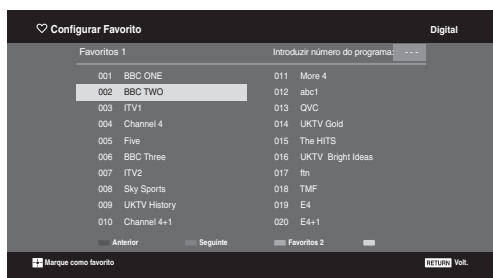 ♡ Configurar Favorito Digital
Favoritos 1 Introduzir número do programa: ---
001 BBC ONE 011 More 4
002 BBC TWO 012 abc1
003 ITV1 013 QVC
004 Channel 4 014 UKTV Gold
005 Five 015 The HITS
006 BBC Three 016 UKTV Bright Ideas
007 ITV2 017 ftn
008 Sky Sports 018 TMF
009 UKTV History 019 E4
010 Channel 4+1 020 E4+1
Anterior Seguinte Favoritos 2
Marque como favorito RETURN Volt.